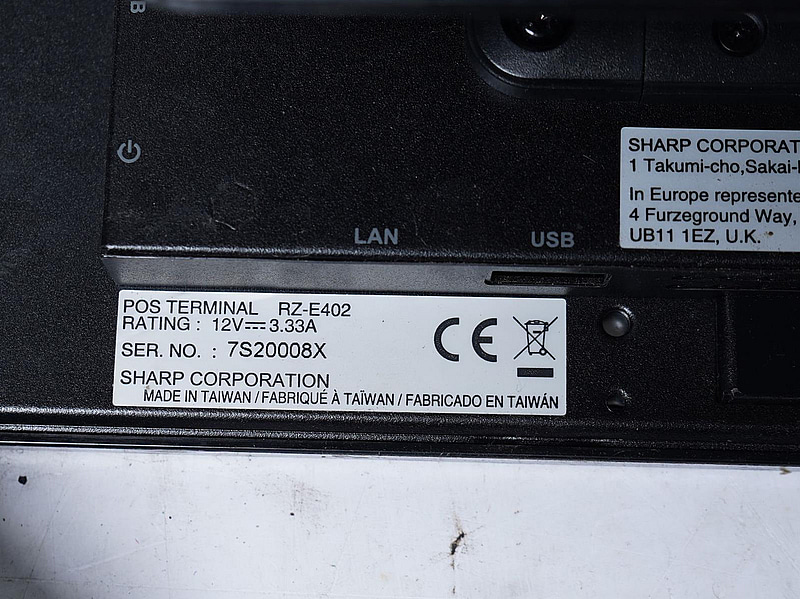 B
SHARP CORPORAT
1 Takumi-cho,Sakai-
In Europe represente
4 Furzeground Way,
UB11 1EZ, U.K.
LAN
USB
POS TERMINAL RZ-E402
RATING : 12V⎓3.33A
SER. NO. : 7S20008X
CE
SHARP CORPORATION
MADE IN TAIWAN / FABRIQUÉ À TAÏWAN / FABRICADO EN TAIWÁN